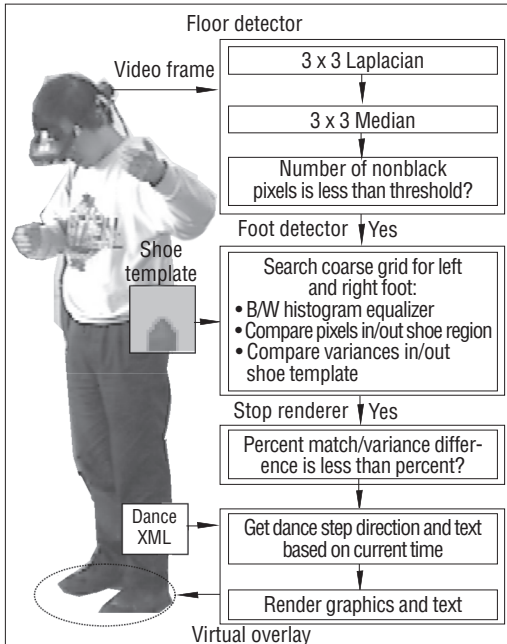 Floor detector
Video frame
3 x 3 Laplacian
3 x 3 Median
Number of nonblack
pixels is less than threshold?
Foot detector
Yes
Shoe
template
Search coarse grid for left
and right foot:
• B/W histogram equalizer
• Compare pixels in/out shoe region
• Compare variances in/out
shoe template
Stop renderer
Yes
Percent match/variance differ-
ence is less than percent?
Dance
XML
Get dance step direction and text
based on current time
Render graphics and text
Virtual overlay